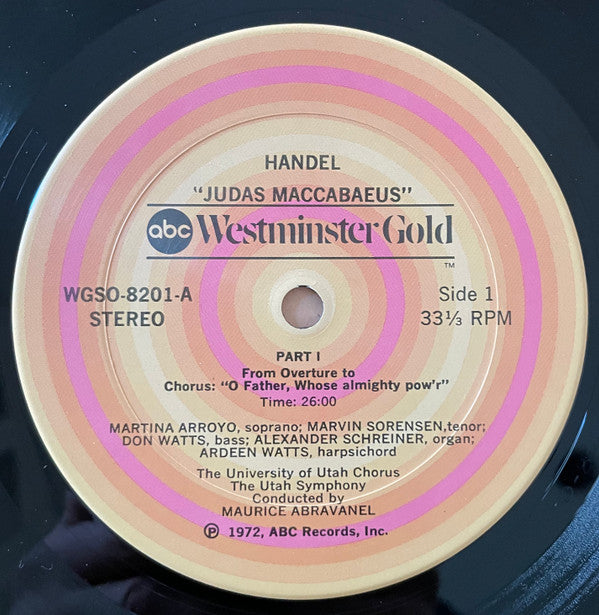 HANDEL
"JUDAS MACCABAEUS"
abc Westminster Gold
TM
WGSO-8201-A Side 1
STEREO 33⅓ RPM
PART I
From Overture to
Chorus: "O Father, Whose almighty pow'r"
Time: 26:00
MARTINA ARROYO, soprano; MARVIN SORENSEN,tenor;
DON WATTS, bass; ALEXANDER SCHREINER, organ;
ARDEEN WATTS, harpsichord
The University of Utah Chorus
The Utah Symphony
Conducted by
MAURICE ABRAVANEL
℗ 1972, ABC Records, Inc.